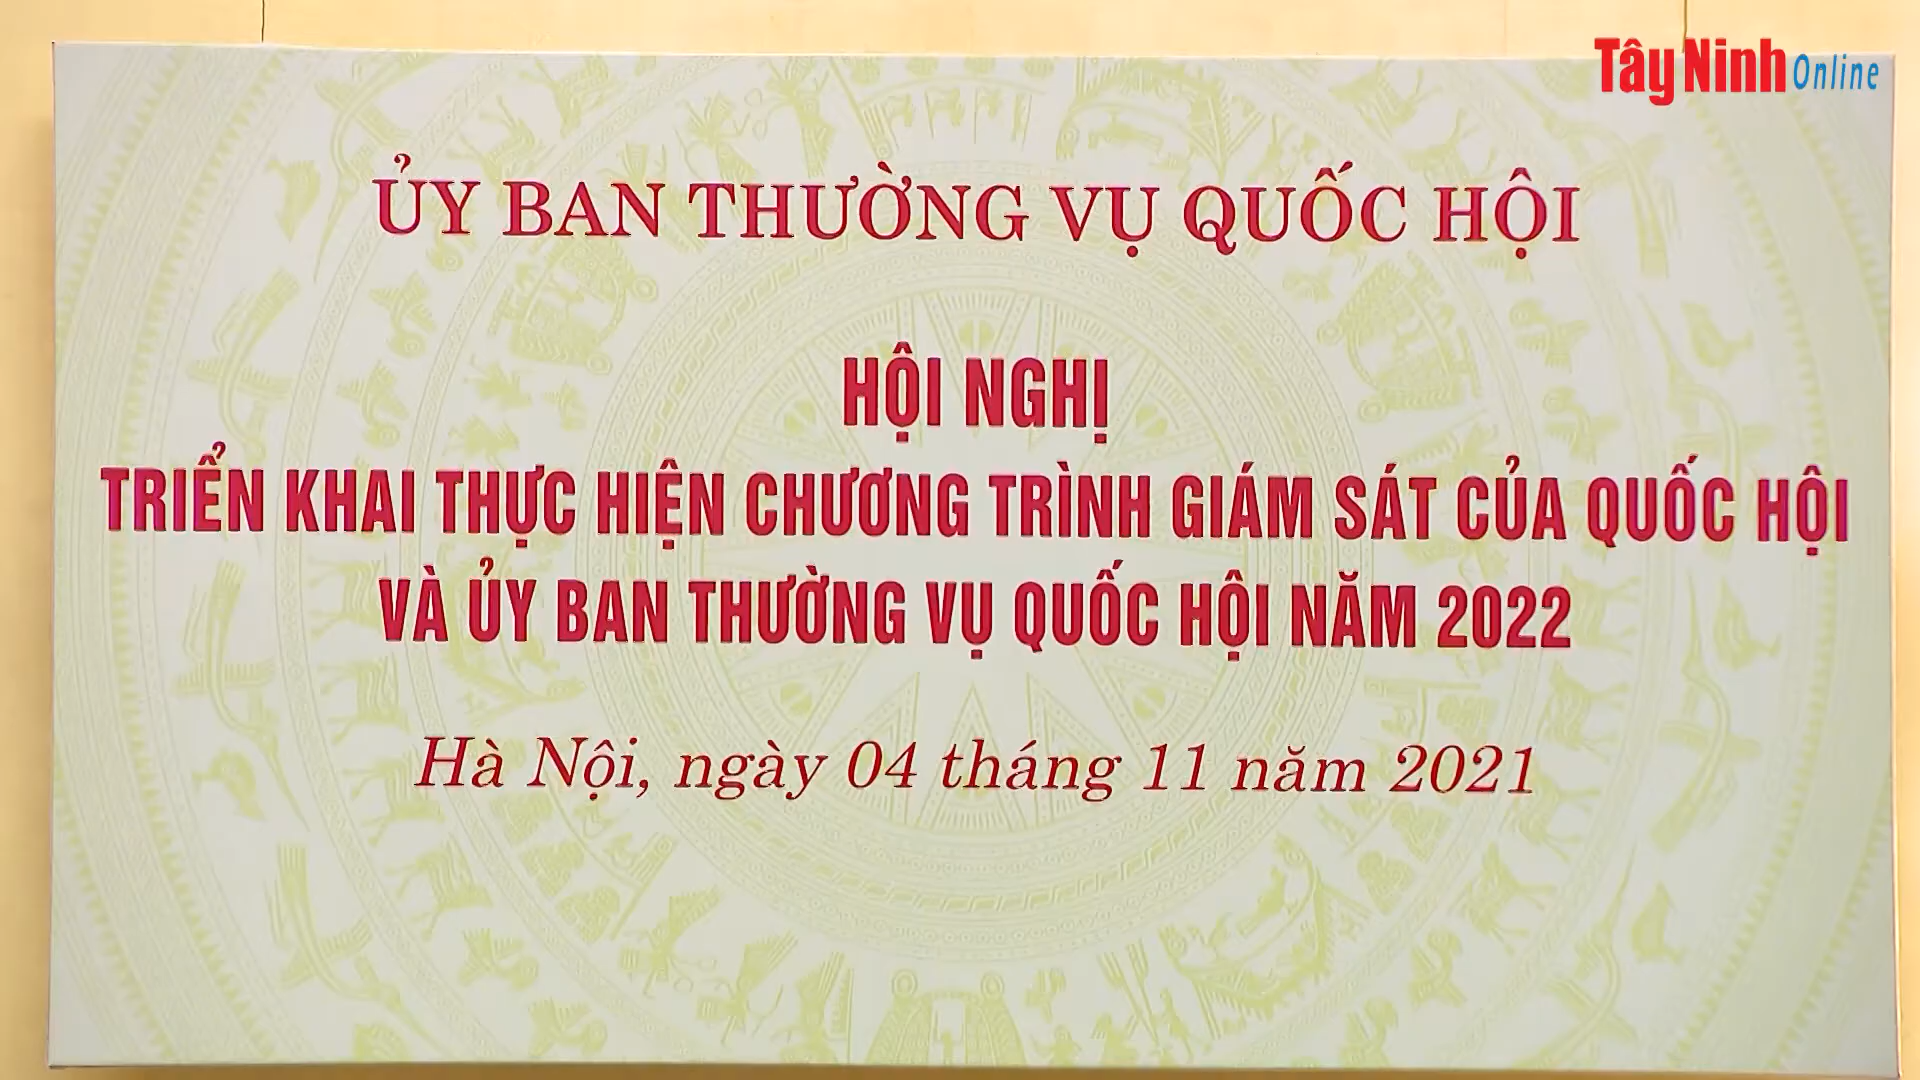 Tây Ninh Online
ỦY BAN THƯỜNG VỤ QUỐC HỘI
HỘI NGHỊ
TRIỂN KHAI THỰC HIỆN CHƯƠNG TRÌNH GIÁM SÁT CỦA QUỐC HỘI
VÀ ỦY BAN THƯỜNG VỤ QUỐC HỘI NĂM 2022
Hà Nội, ngày 04 tháng 11 năm 2021